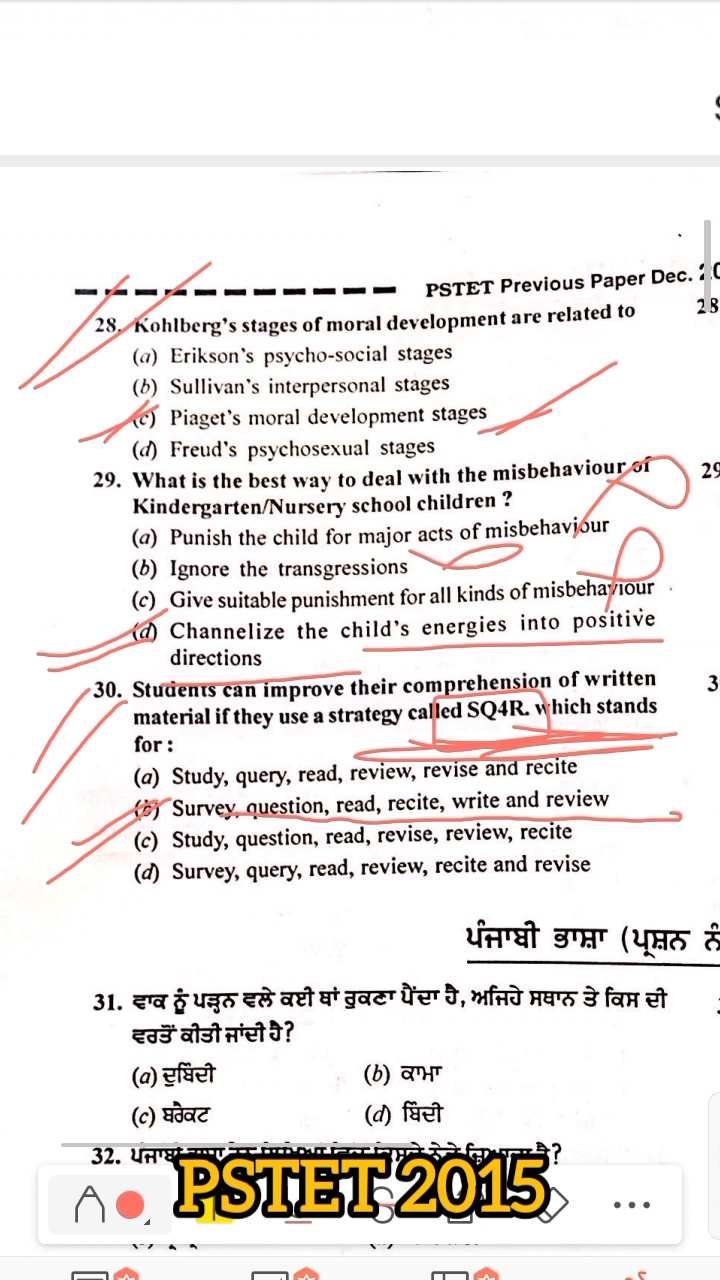 PSTET Previous Paper Dec.
28. Kohlberg's stages of moral development are related to
28
(a) Erikson's psycho-social stages
(b) Sullivan's interpersonal stages
(c) Piaget's moral development stages
(d) Freud's psychosexual stages
29. What is the best way to deal with the misbehaviour of
29
Kindergarten/Nursery school children ?
(a) Punish the child for major acts of misbehaviour
(b) Ignore the transgressions
(c) Give suitable punishment for all kinds of misbehaviour
(d) Channelize the child's energies into positive
directions
30. Students can improve their comprehension of written
3
material if they use a strategy called SQ4R. which stands
for :
(a) Study, query, read, review, revise and recite
(b) Survey, question, read, recite, write and review
(c) Study, question, read, revise, review, recite
(d) Survey, query, read, review, recite and revise
ਪੰਜਾਬੀ ਭਾਸ਼ਾ (ਪ੍ਰਸ਼ਨ ਨੰ
31. ਵਾਕ ਨੂੰ ਪੜ੍ਹਨ ਵਲੇ ਕਈ ਥਾਂ ਰੁਕਣਾ ਪੈਂਦਾ ਹੈ, ਅਜਿਹੇ ਸਥਾਨ ਤੇ ਕਿਸ ਦੀ
ਵਰਤੋਂ ਕੀਤੀ ਜਾਂਦੀ ਹੈ?
(a) ਦੁਬਿੰਦੀ
(b) ਕਾਮਾ
(c) ਬਰੈਕਟ
(d) ਬਿੰਦੀ
32.
PSTET 2015